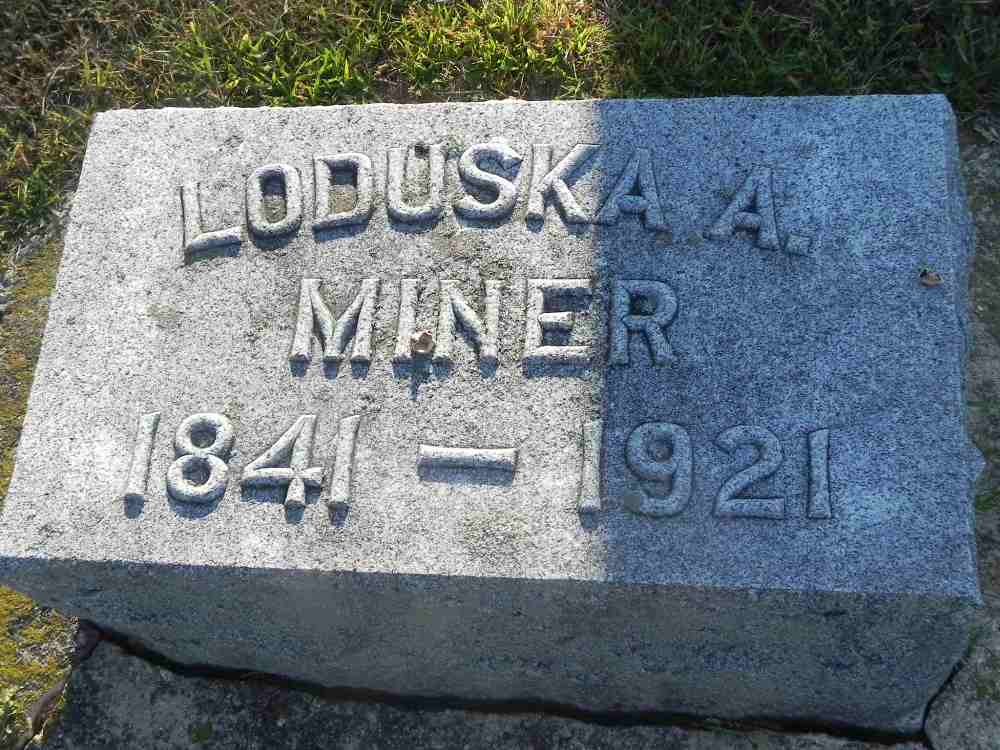 LODUSKA A.
MINER
1841 – 1921